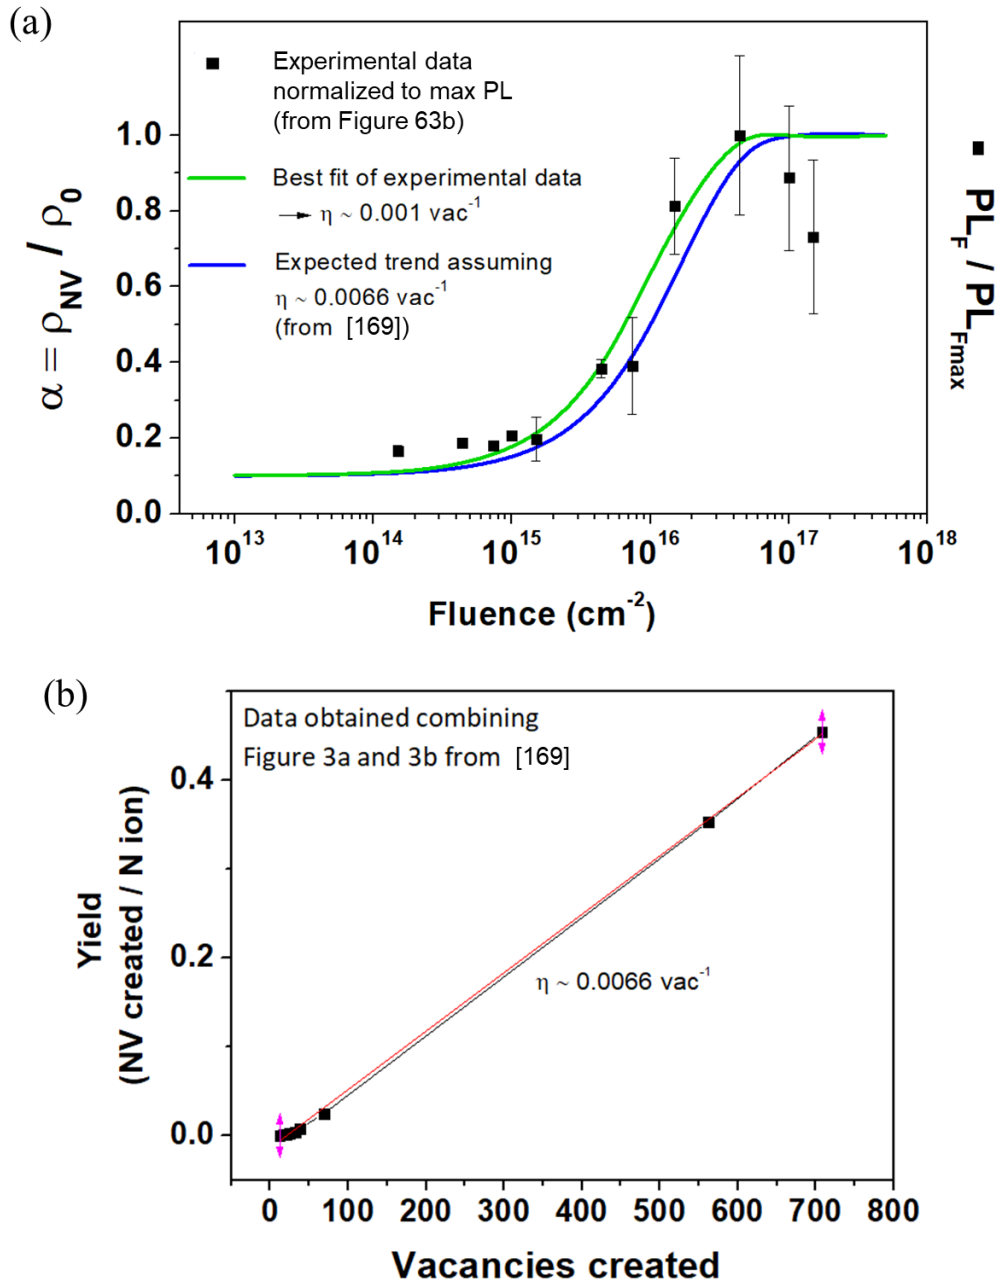 (a)
Experimental data
normalized to max PL
(from Figure 63b)
Best fit of experimental data
→ η ~ 0.001 vac⁻¹
Expected trend assuming
η ~ 0.0066 vac⁻¹
(from [169])
α = ρNV / ρ0
1.0
0.8
0.6
0.4
0.2
0.0
PLF / PLFmax
10¹³ 10¹⁴ 10¹⁵ 10¹⁶ 10¹⁷ 10¹⁸
Fluence (cm⁻²)
(b)
Data obtained combining
Figure 3a and 3b from [169]
Yield
(NV created / N ion)
0.4
0.2
0.0
η ~ 0.0066 vac⁻¹
0 100 200 300 400 500 600 700 800
Vacancies created